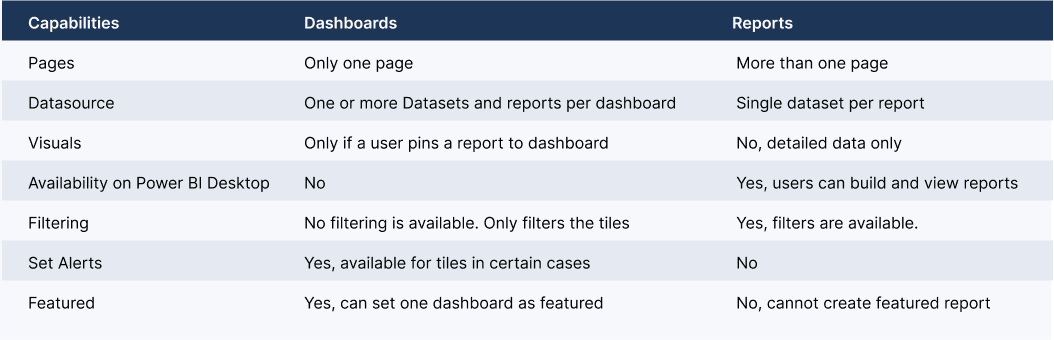 Capabilities Dashboards Reports
Pages Only one page More than one page
Datasource One or more Datasets and reports per dashboard Single dataset per report
Visuals Only if a user pins a report to dashboard No, detailed data only
Availability on Power BI Desktop No Yes, users can build and view reports
Filtering No filtering is available. Only filters the tiles Yes, filters are available.
Set Alerts Yes, available for tiles in certain cases No
Featured Yes, can set one dashboard as featured No, cannot create featured report